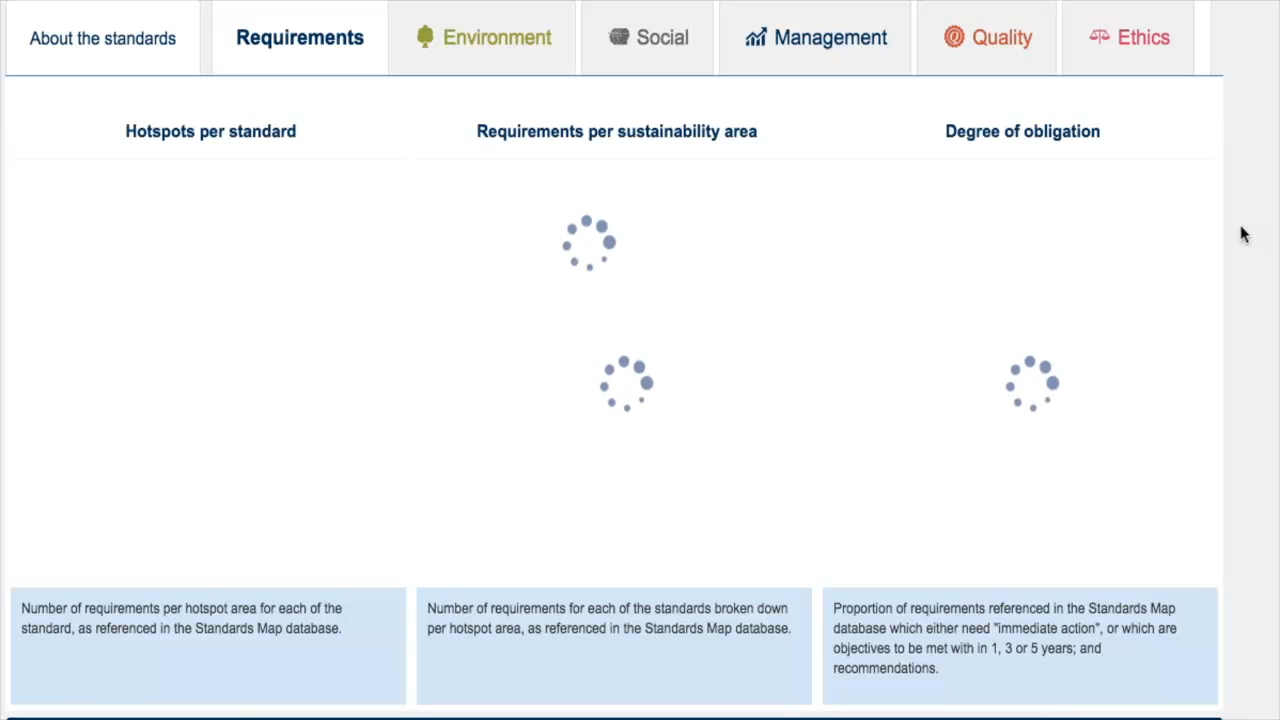 About the standards
Requirements
Environment
Social
Management
Quality
Ethics
Hotspots per standard
Requirements per sustainability area
Degree of obligation
Number of requirements per hotspot area for each of the
standard, as referenced in the Standards Map database.
Number of requirements for each of the standards broken down
per hotspot area, as referenced in the Standards Map database.
Proportion of requirements referenced in the Standards Map
database which either need "immediate action", or which are
objectives to be met with in 1, 3 or 5 years; and
recommendations.